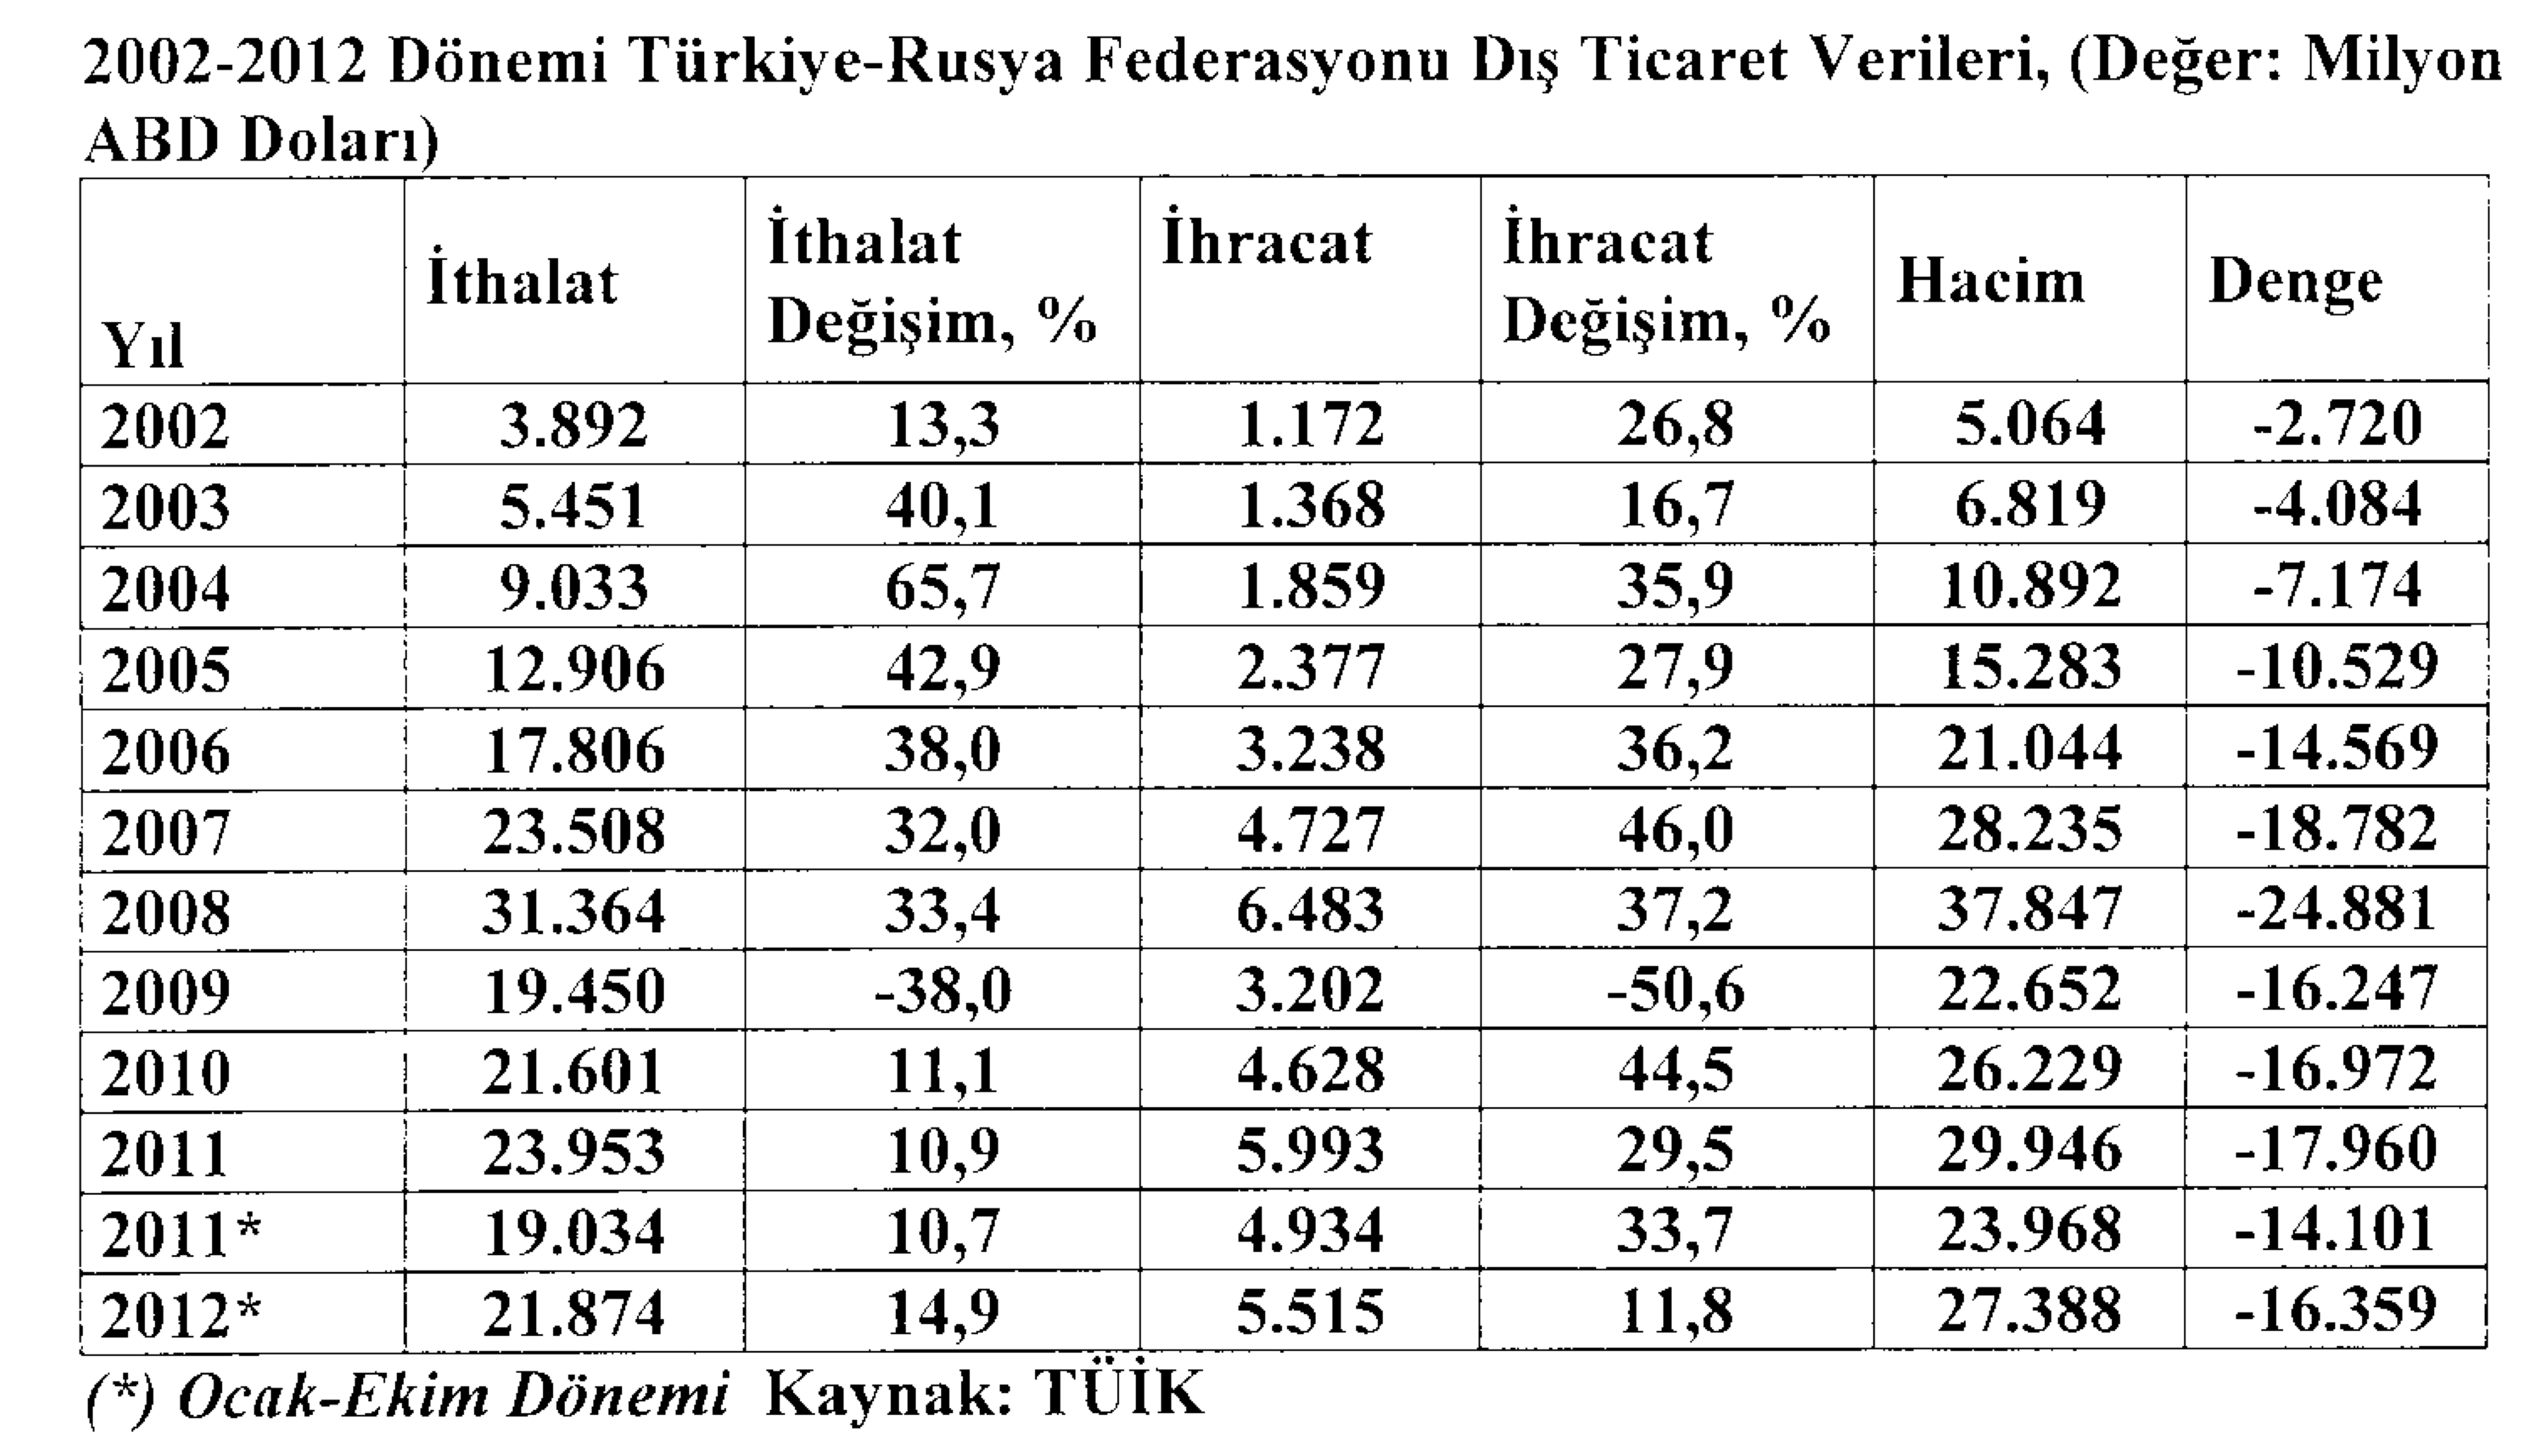 2002-2012 Dönemi Türkiye-Rusya Federasyonu Dış Ticaret Verileri, (Değer: Milyon
ABD Doları)
Yıl İthalat İthalat Değişim, % İhracat İhracat Değişim, % Hacim Denge
2002 3.892 13,3 1.172 26,8 5.064 -2.720
2003 5.451 40,1 1.368 16,7 6.819 -4.084
2004 9.033 65,7 1.859 35,9 10.892 -7.174
2005 12.906 42,9 2.377 27,9 15.283 -10.529
2006 17.806 38,0 3.238 36,2 21.044 -14.569
2007 23.508 32,0 4.727 46,0 28.235 -18.782
2008 31.364 33,4 6.483 37,2 37.847 -24.881
2009 19.450 -38,0 3.202 -50,6 22.652 -16.247
2010 21.601 11,1 4.628 44,5 26.229 -16.972
2011 23.953 10,9 5.993 29,5 29.946 -17.960
2011* 19.034 10,7 4.934 33,7 23.968 -14.101
2012* 21.874 14,9 5.515 11,8 27.388 -16.359
(*) Ocak-Ekim Dönemi Kaynak: TÜİK